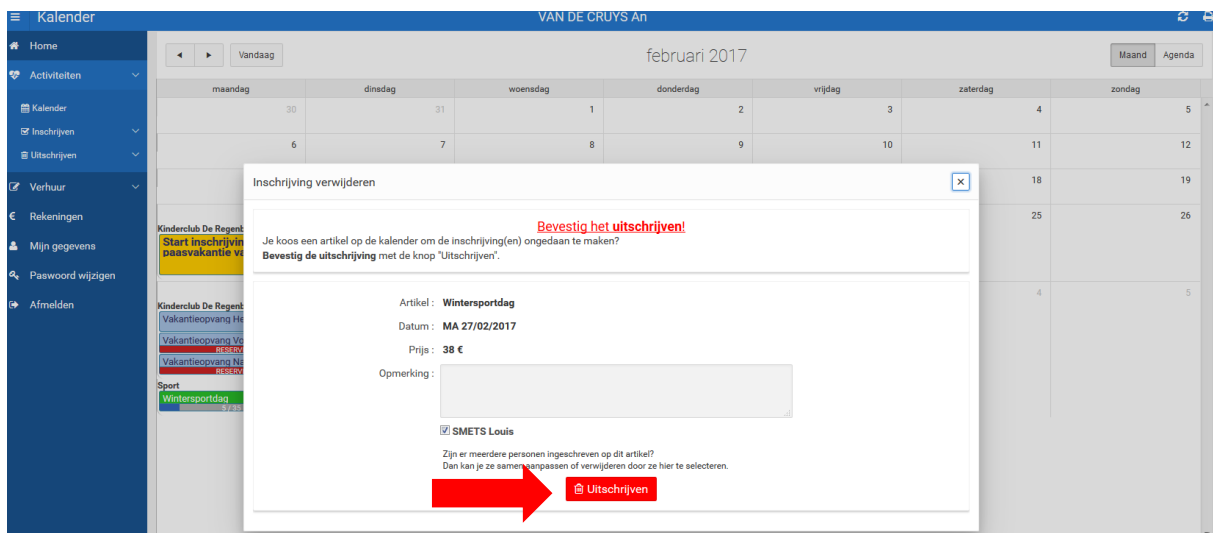 Kalender
VAN DE CRUYS An
Home
Activiteiten
Kalender
Inschrijven
Uitschrijven
Verhuur
€ Rekeningen
Mijn gegevens
Paswoord wijzigen
Afmelden
Vandaag
februari 2017
Maand Agenda
maandag dinsdag woensdag donderdag vrijdag zaterdag zondag
30 31 1 2 3 4 5
6 7 8 9 10 11 12
18 19
25 26
4 5
Kinderclub De Regenb
Start inschrijvin
paasvakantie va
Kinderclub De Regenb
Vakantieopvang He
Vakantieopvang Vo
RESERV
Vakantieopvang Na
RESERV
Sport
Wintersportdag
5 / 35
Inschrijving verwijderen
×
Bevestig het uitschrijven!
Je koos een artikel op de kalender om de inschrijving(en) ongedaan te maken?
Bevestig de uitschrijving met de knop "Uitschrijven".
Artikel : Wintersportdag
Datum : MA 27/02/2017
Prijs : 38 €
Opmerking :
SMETS Louis
Zijn er meerdere personen ingeschreven op dit artikel?
Dan kan je ze samen aanpassen of verwijderen door ze hier te selecteren.
Uitschrijven